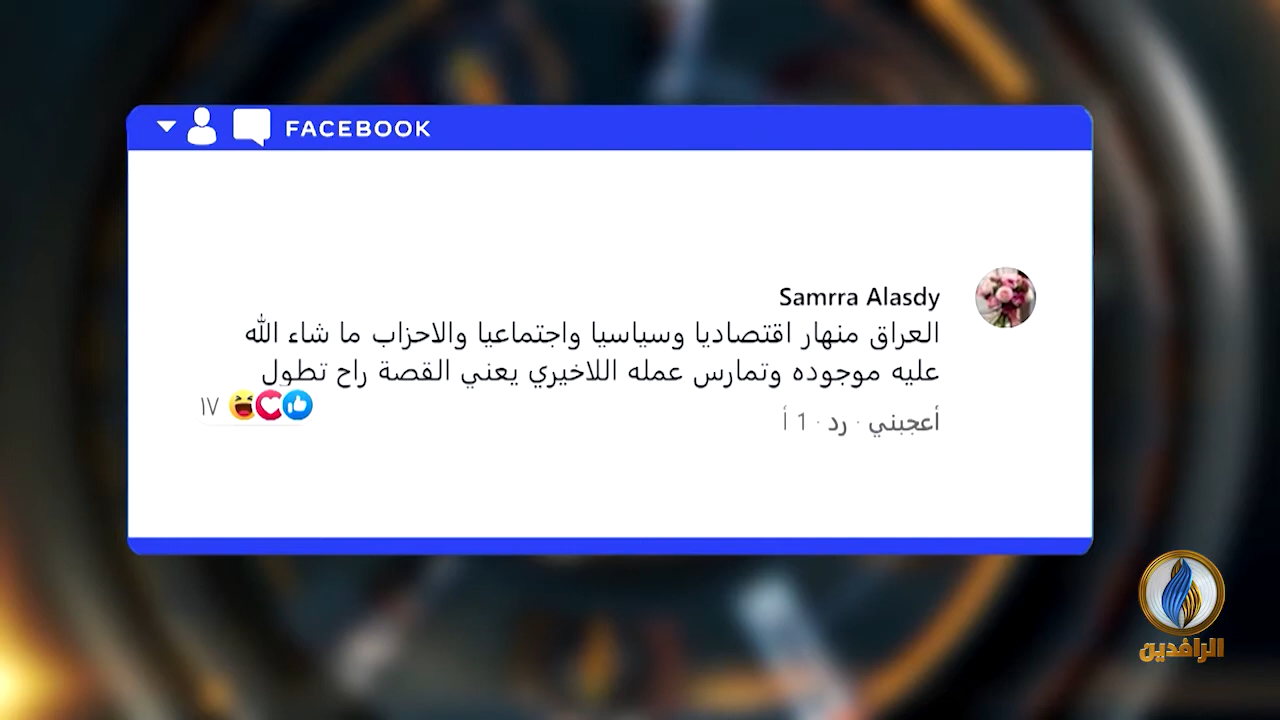 FACEBOOK
Samrra Alasdy
العراق منهار اقتصاديا وسياسيا واجتماعيا والاحزاب ما شاء الله
عليه موجوده وتمارس عمله اللاخيري يعني القصة راح تطول
أعجبني · رد · 1 أ
١٧
الرافدين